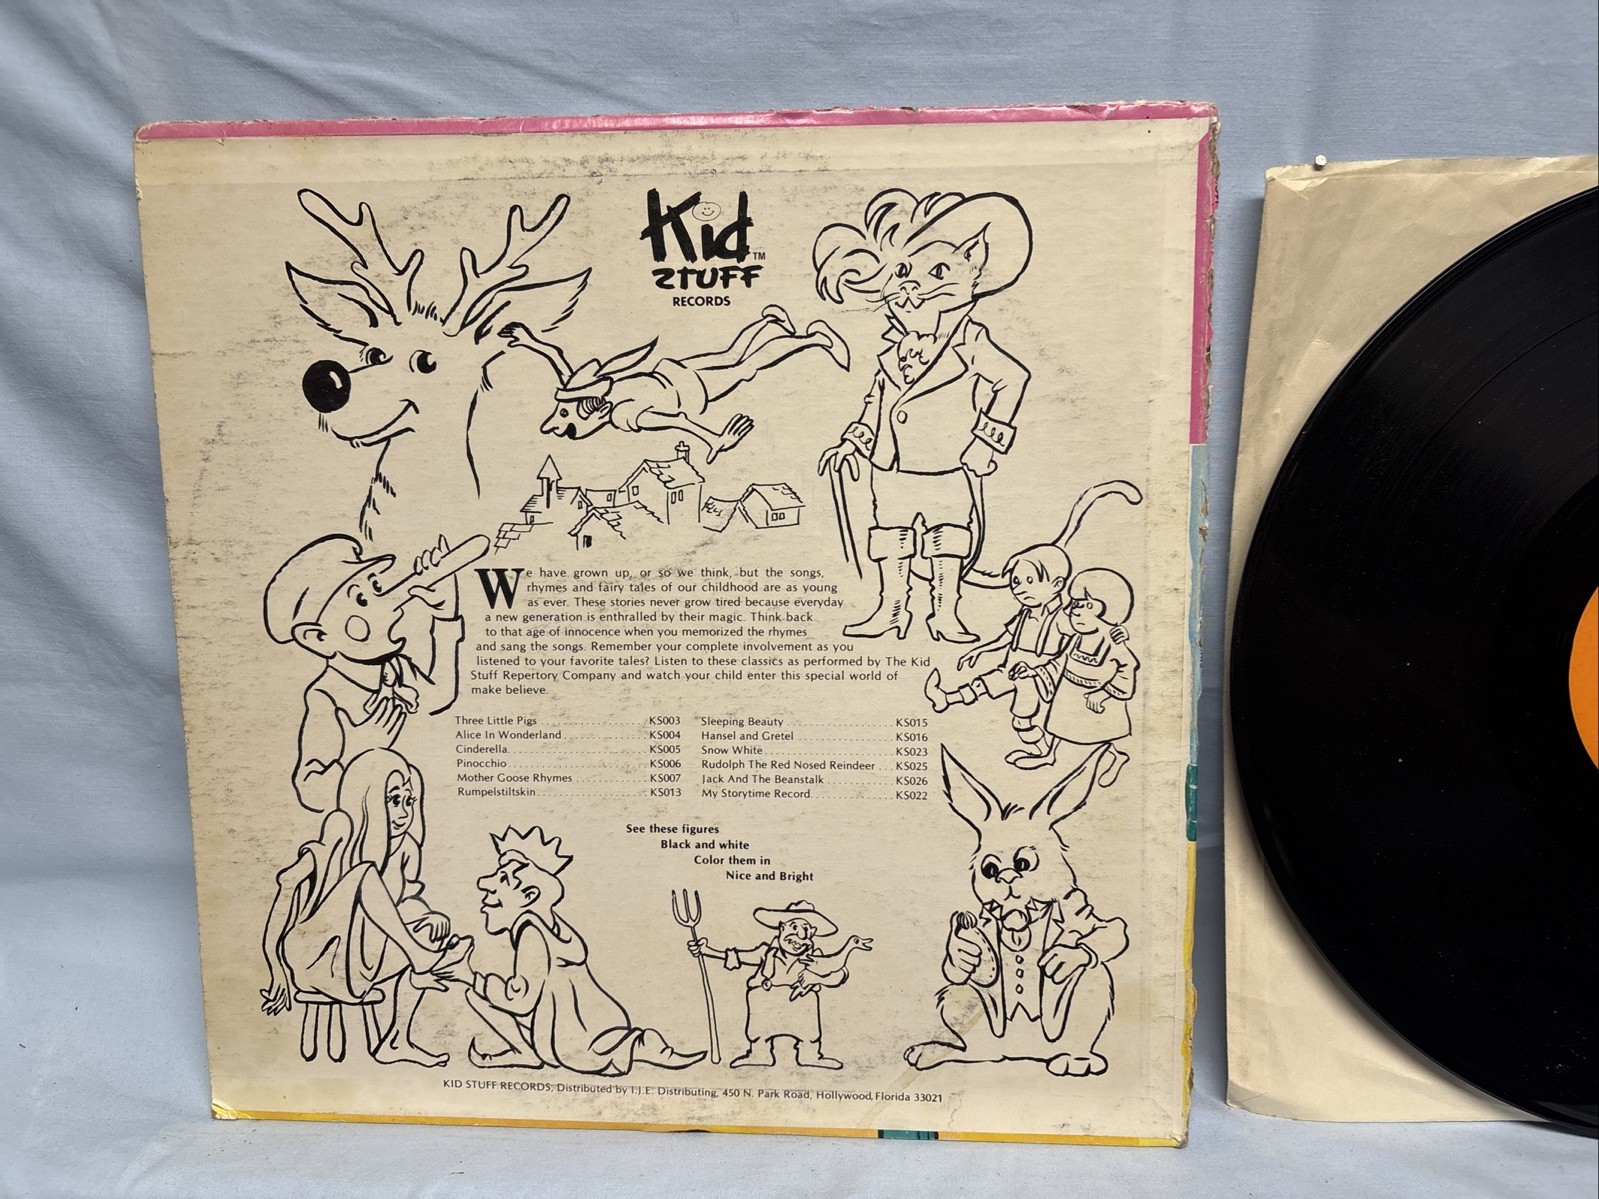 Kid
STUFF TM
RECORDS
We have grown up, or so we think, but the songs,
rhymes and fairy tales of our childhood are as young
as ever. These stories never grow tired because everyday
a new generation is enthralled by their magic. Think back
to that age of innocence when you memorized the rhymes
and sang the songs. Remember your complete involvement as you
listened to your favorite tales? Listen to these classics as performed by The Kid
Stuff Repertory Company and watch your child enter this special world of
make believe.
Three Little Pigs . . . . . . . . . . . . . . . . . KS003
Alice In Wonderland . . . . . . . . . . . . . . KS004
Cinderella . . . . . . . . . . . . . . . . . . . . . . KS005
Pinocchio . . . . . . . . . . . . . . . . . . . . . . KS006
Mother Goose Rhymes . . . . . . . . . . . . KS007
Rumpelstiltskin . . . . . . . . . . . . . . . . . . KS013
Sleeping Beauty . . . . . . . . . . . . . . . . . KS015
Hansel and Gretel . . . . . . . . . . . . . . . . KS016
Snow White . . . . . . . . . . . . . . . . . . . . KS023
Rudolph The Red Nosed Reindeer . . . KS025
Jack And The Beanstalk . . . . . . . . . . . KS026
My Storytime Record . . . . . . . . . . . . . KS022
See these figures
Black and white
Color them in
Nice and Bright
KID STUFF RECORDS, Distributed by I.J.E. Distributing, 450 N. Park Road, Hollywood, Florida 33021